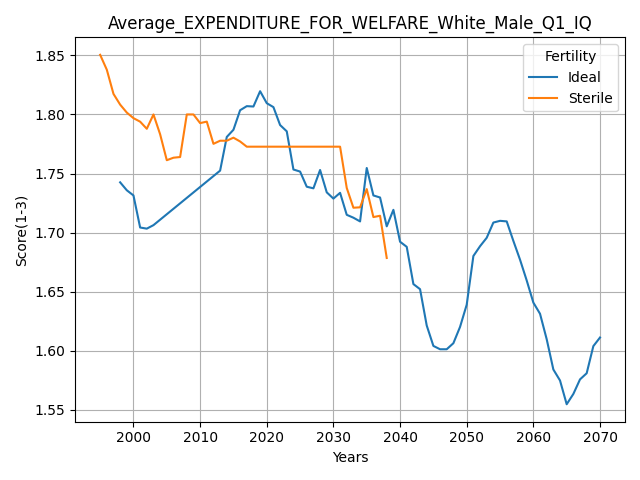 Average_EXPENDITURE_FOR_WELFARE_White_Male_Q1_IQ
Fertility
Ideal
Sterile
Score(1-3)
1.85
1.80
1.75
1.70
1.65
1.60
1.55
2000 2010 2020 2030 2040 2050 2060 2070
Years